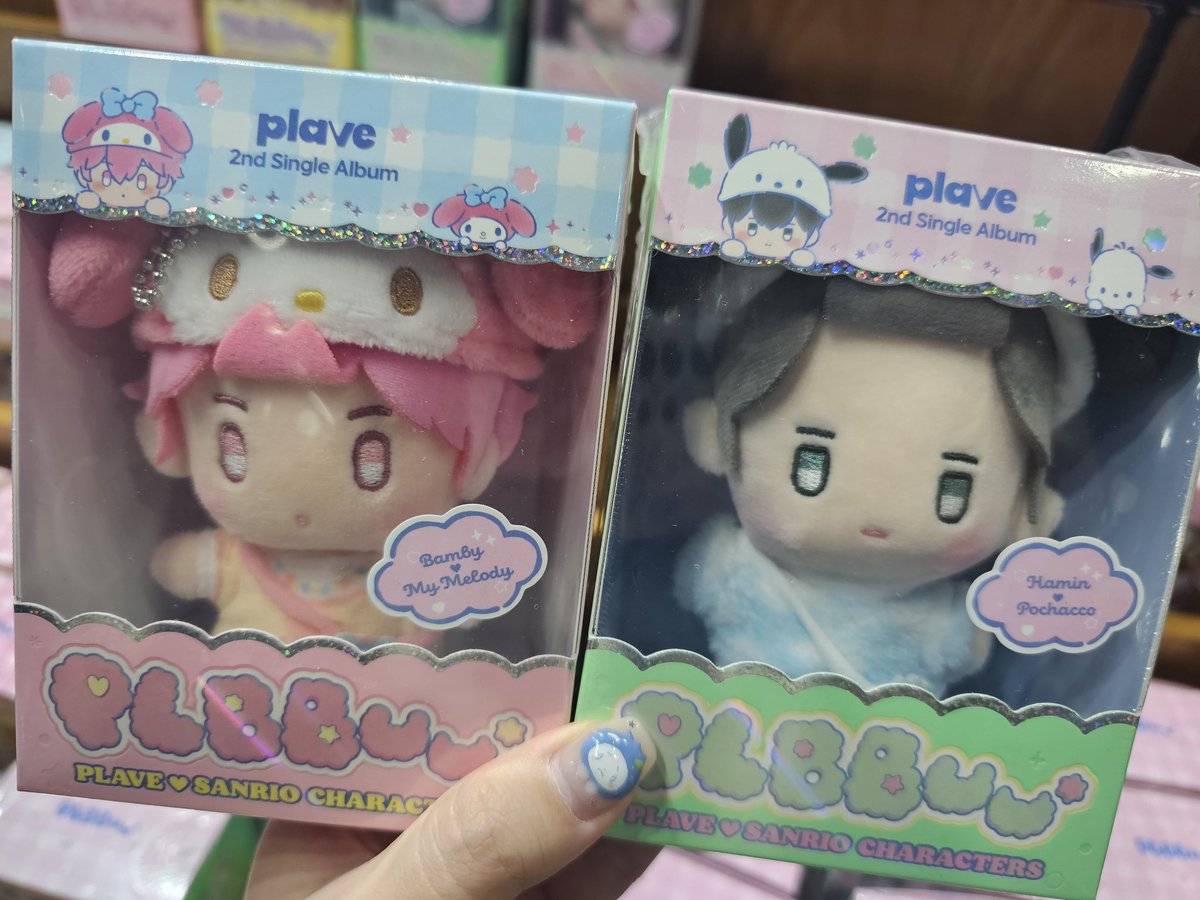 plave
2nd Single Album
Bamby
My Melody
PLBBUU
PLAVE ♥ SANRIO CHARACT
plave
2nd Single Album
Hamin
Pochacco
PLBBUU
PLAVE ♥ SANRIO CHARACTERS